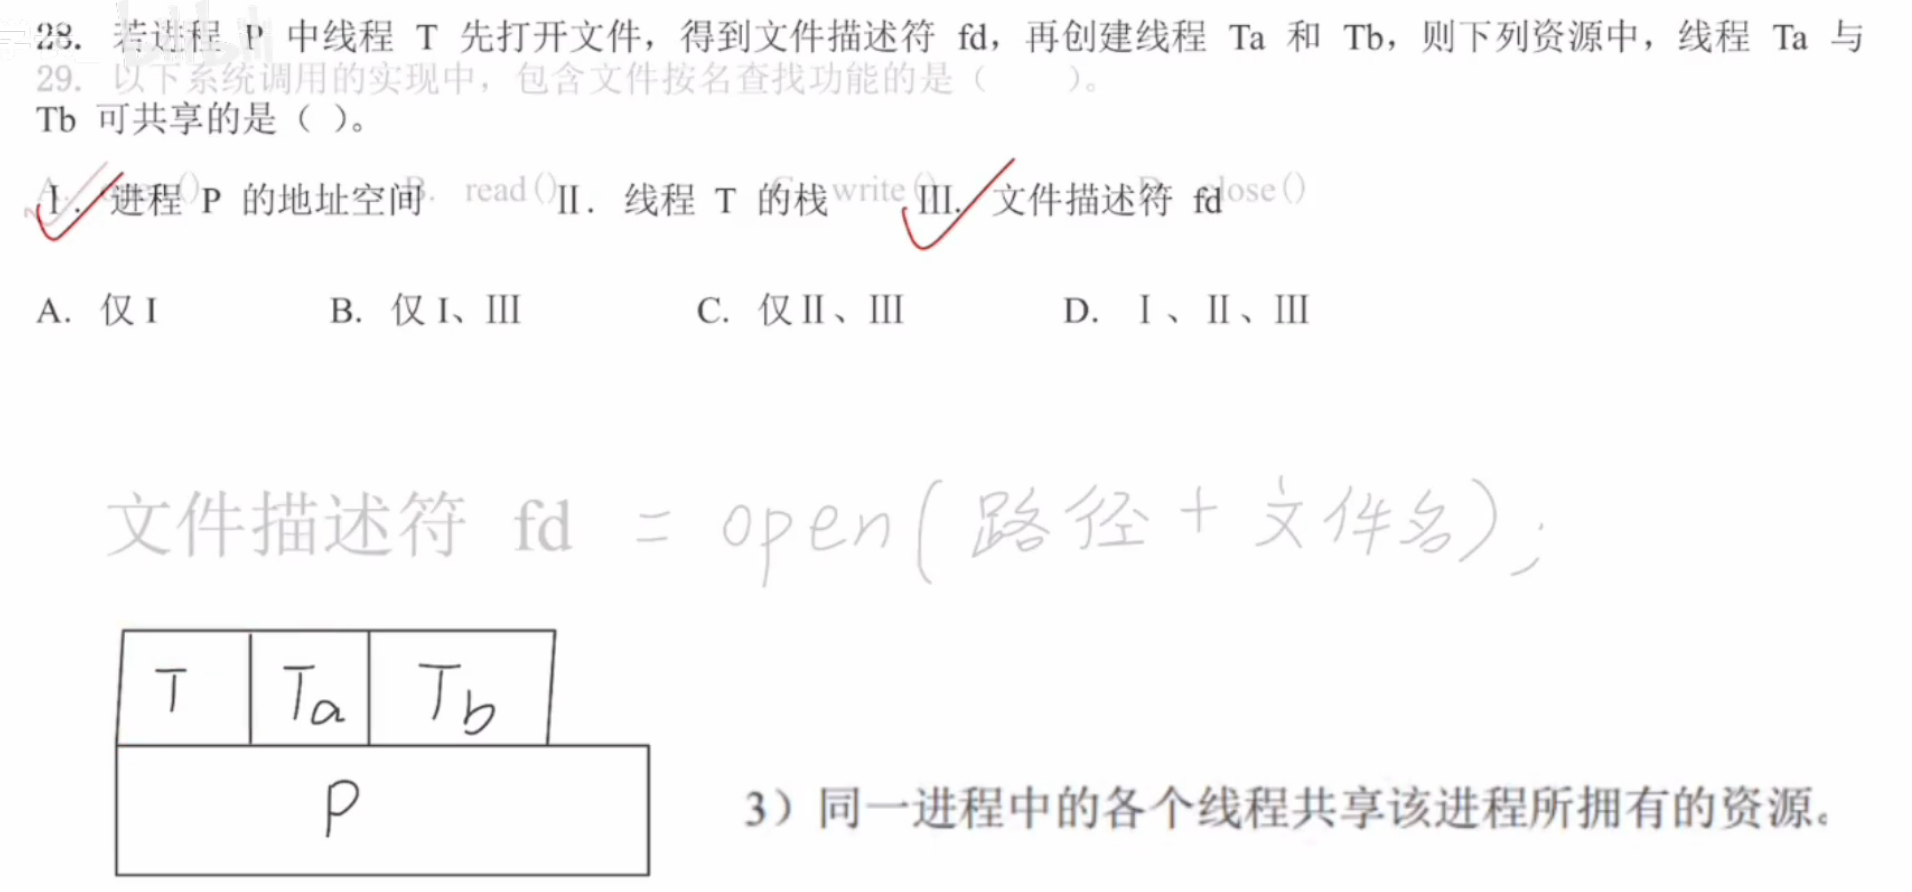 28. 若进程 P 中线程 T 先打开文件，得到文件描述符 fd，再创建线程 Ta 和 Tb，则下列资源中，线程 Ta 与
29. 以下系统调用的实现中，包含文件按名查找功能的是（ ）。
Tb 可共享的是（ ）。
I. 进程 P 的地址空间 II. 线程 T 的栈 III. 文件描述符 fd
B. read() C. write() D. close()
A. 仅 I B. 仅 I、III C. 仅 II、III D. I、II、III
文件描述符 fd = open(路径+文件名);
T Ta Tb
P
3）同一进程中的各个线程共享该进程所拥有的资源。